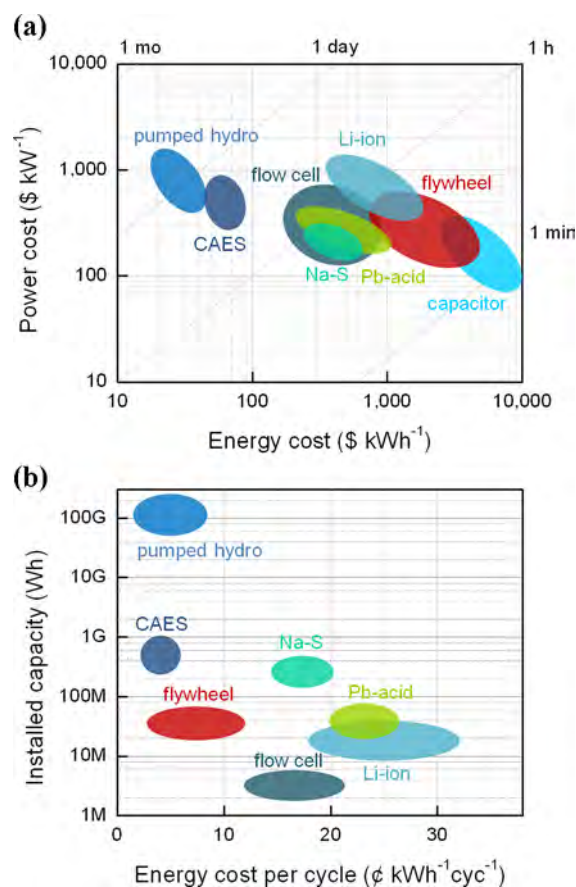 (a)
1 mo
1 day
1 h
10,000
pumped hydro
Li-ion
1,000
flow cell
flywheel
CAES
1 min
Na-S
Pb-acid
100
capacitor
10
10
100
1,000
10,000
Power cost ($ kW⁻¹)
Energy cost ($ kWh⁻¹)
(b)
100G
pumped hydro
10G
CAES
1G
Na-S
flywheel
Pb-acid
100M
10M
flow cell
Li-ion
1M
0
10
20
30
Installed capacity (Wh)
Energy cost per cycle (¢ kWh⁻¹cyc⁻¹)